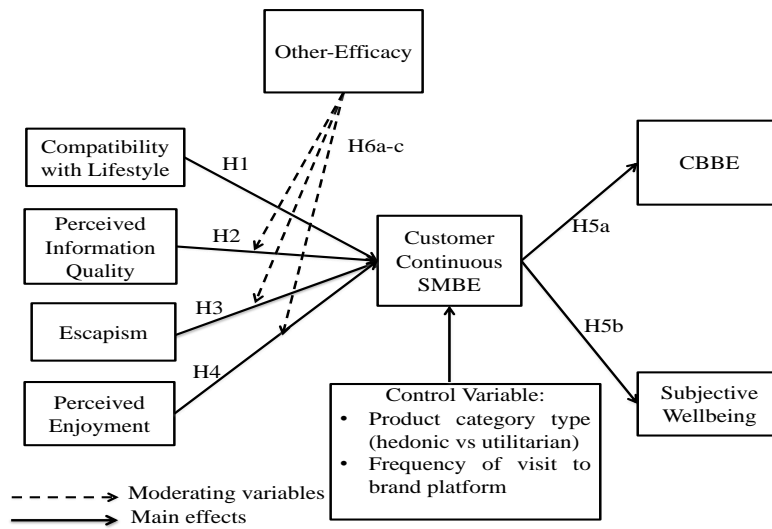 Other-Efficacy
Compatibility
with Lifestyle
H1
H6a-c
CBBE
Perceived
Information
Quality
H2
Customer
Continuous
SMBE
H5a
Escapism
H3
H5b
Perceived
Enjoyment
H4
Control Variable:
• Product category type
(hedonic vs utilitarian)
• Frequency of visit to
brand platform
Subjective
Wellbeing
Moderating variables
Main effects